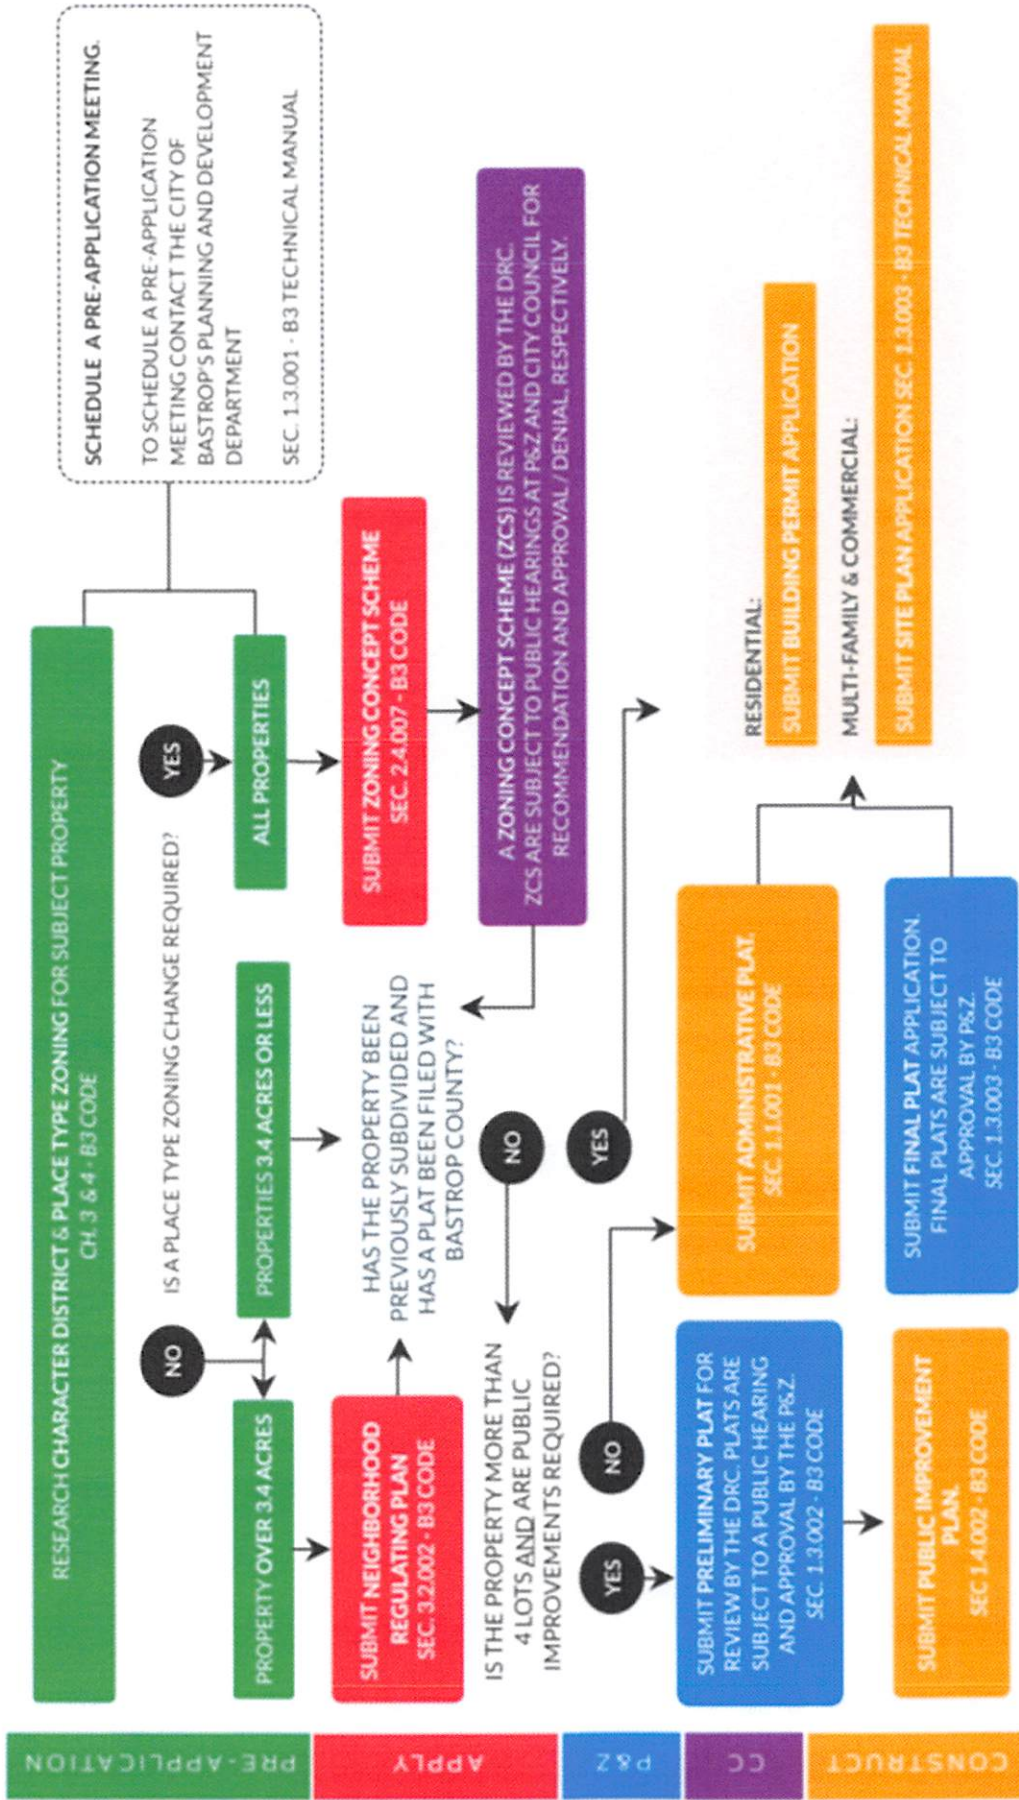 RESEARCH CHARACTER DISTRICT & PLACE TYPE ZONING FOR SUBJECT PROPERTY
CH. 3 & 4 - B3 CODE
SCHEDULE A PRE-APPLICATION MEETING.
TO SCHEDULE A PRE-APPLICATION
MEETING CONTACT THE CITY OF
BASTROP'S PLANNING AND DEVELOPMENT
DEPARTMENT
SEC. 1.3.001 - B3 TECHNICAL MANUAL
NO
IS A PLACE TYPE ZONING CHANGE REQUIRED?
YES
PROPERTY OVER 3.4 ACRES
PROPERTIES 3.4 ACRES OR LESS
ALL PROPERTIES
SUBMIT NEIGHBORHOOD
REGULATING PLAN
SEC. 3.2.002 - B3 CODE
HAS THE PROPERTY BEEN
PREVIOUSLY SUBDIVIDED AND
HAS A PLAT BEEN FILED WITH
BASTROP COUNTY?
SUBMIT ZONING CONCEPT SCHEME
SEC. 2.4.007 - B3 CODE
A ZONING CONCEPT SCHEME (ZCS) IS REVIEWED BY THE DRC.
ZCS ARE SUBJECT TO PUBLIC HEARINGS AT P&Z AND CITY COUNCIL FOR
RECOMMENDATION AND APPROVAL / DENIAL, RESPECTIVELY.
IS THE PROPERTY MORE THAN
4 LOTS AND ARE PUBLIC
IMPROVEMENTS REQUIRED?
NO
YES
YES
NO
SUBMIT PRELIMINARY PLAT FOR
REVIEW BY THE DRC. PLATS ARE
SUBJECT TO A PUBLIC HEARING
AND APPROVAL BY THE P&Z.
SEC. 1.3.002 - B3 CODE
SUBMIT ADMINISTRATIVE PLAT.
SEC. 1.1.001 - B3 CODE
RESIDENTIAL:
SUBMIT BUILDING PERMIT APPLICATION
MULTI-FAMILY & COMMERCIAL:
SUBMIT SITE PLAN APPLICATION SEC. 1.3.003 - B3 TECHNICAL MANUAL
SUBMIT PUBLIC IMPROVEMENT
PLAN
SEC 1.4.002 - B3 CODE
SUBMIT FINAL PLAT APPLICATION.
FINAL PLATS ARE SUBJECT TO
APPROVAL BY P&Z.
SEC. 1.3.003 - B3 CODE
PRE-APPLICATION
APPLY
P&Z
CC
CONSTRUCT